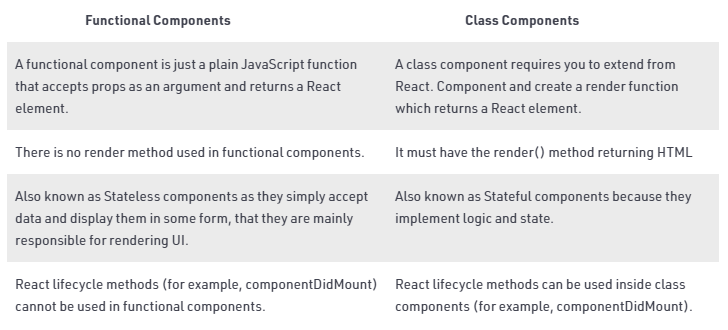 Functional Components
Class Components
A functional component is just a plain JavaScript function
that accepts props as an argument and returns a React
element.
A class component requires you to extend from
React. Component and create a render function
which returns a React element.
There is no render method used in functional components.
It must have the render() method returning HTML
Also known as Stateless components as they simply accept
data and display them in some form, that they are mainly
responsible for rendering UI.
Also known as Stateful components because they
implement logic and state.
React lifecycle methods (for example, componentDidMount)
cannot be used in functional components.
React lifecycle methods can be used inside class
components (for example, componentDidMount).